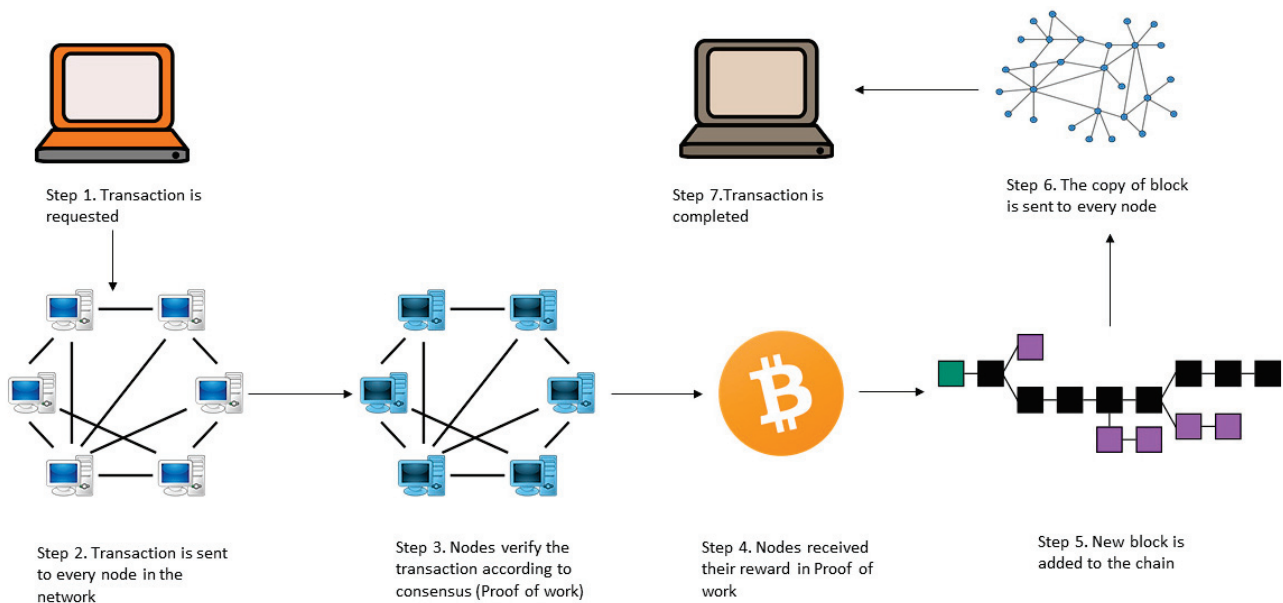 Step 1. Transaction is
requested
Step 2. Transaction is sent
to every node in the
network
Step 3. Nodes verify the
transaction according to
consensus (Proof of work)
Step 4. Nodes received
their reward in Proof of
work
Step 5. New block is
added to the chain
Step 6. The copy of block
is sent to every node
Step 7.Transaction is
completed